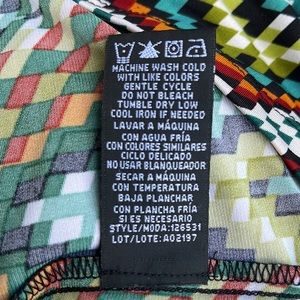 MACHINE WASH COLD
WITH LIKE COLORS
GENTLE CYCLE
DO NOT BLEACH
TUMBLE DRY LOW
COOL IRON IF NEEDED
LAVAR A MÁQUINA
CON AGUA FRÍA
CON COLORES SIMILARES
CICLO DELICADO
NO USAR BLANQUEADOR
SECAR A MÁQUINA
CON TEMPERATURA
BAJA PLANCHAR
CON PLANCHA FRÍA
SI ES NECESARIO
STYLE/MODA:126531
LOT/LOTE:A02197